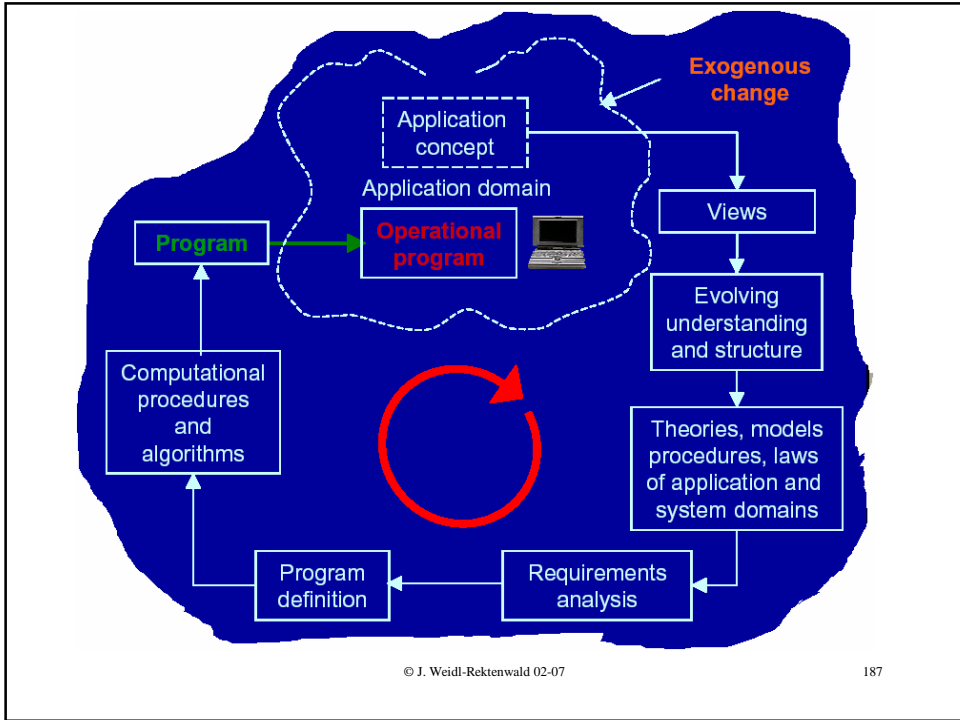 Exogenous
change
Application
concept
Application domain
Operational
program
Program
Views
Evolving
understanding
and structure
Theories, models
procedures, laws
of application and
system domains
Requirements
analysis
Program
definition
Computational
procedures
and
algorithms
© J. Weidl-Rektenwald 02-07
187